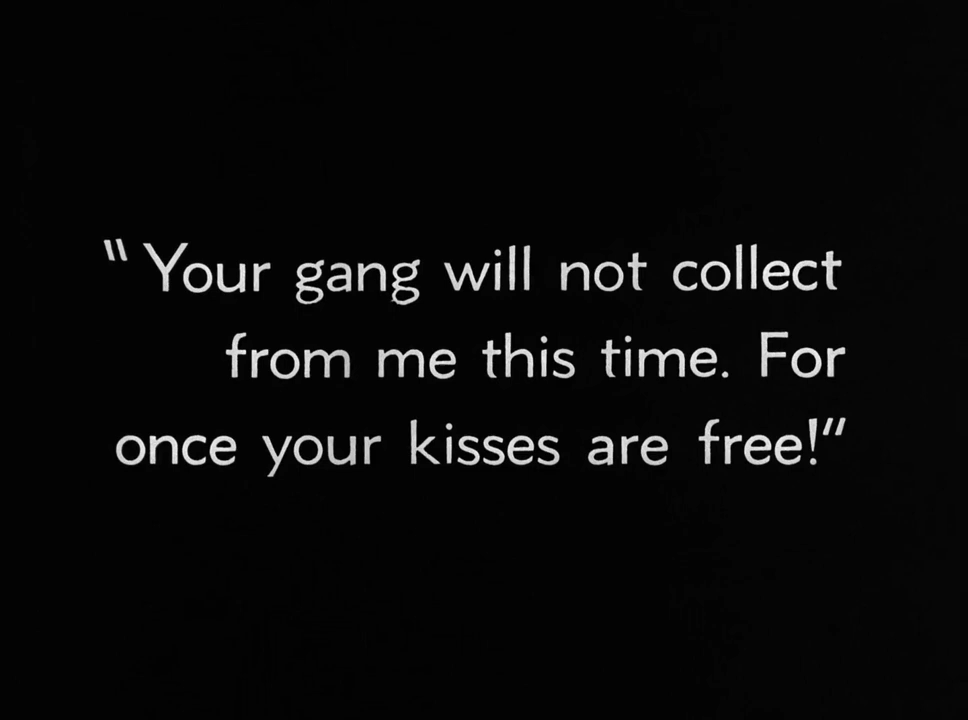 "Your gang will not collect
from me this time. For
once your kisses are free!"